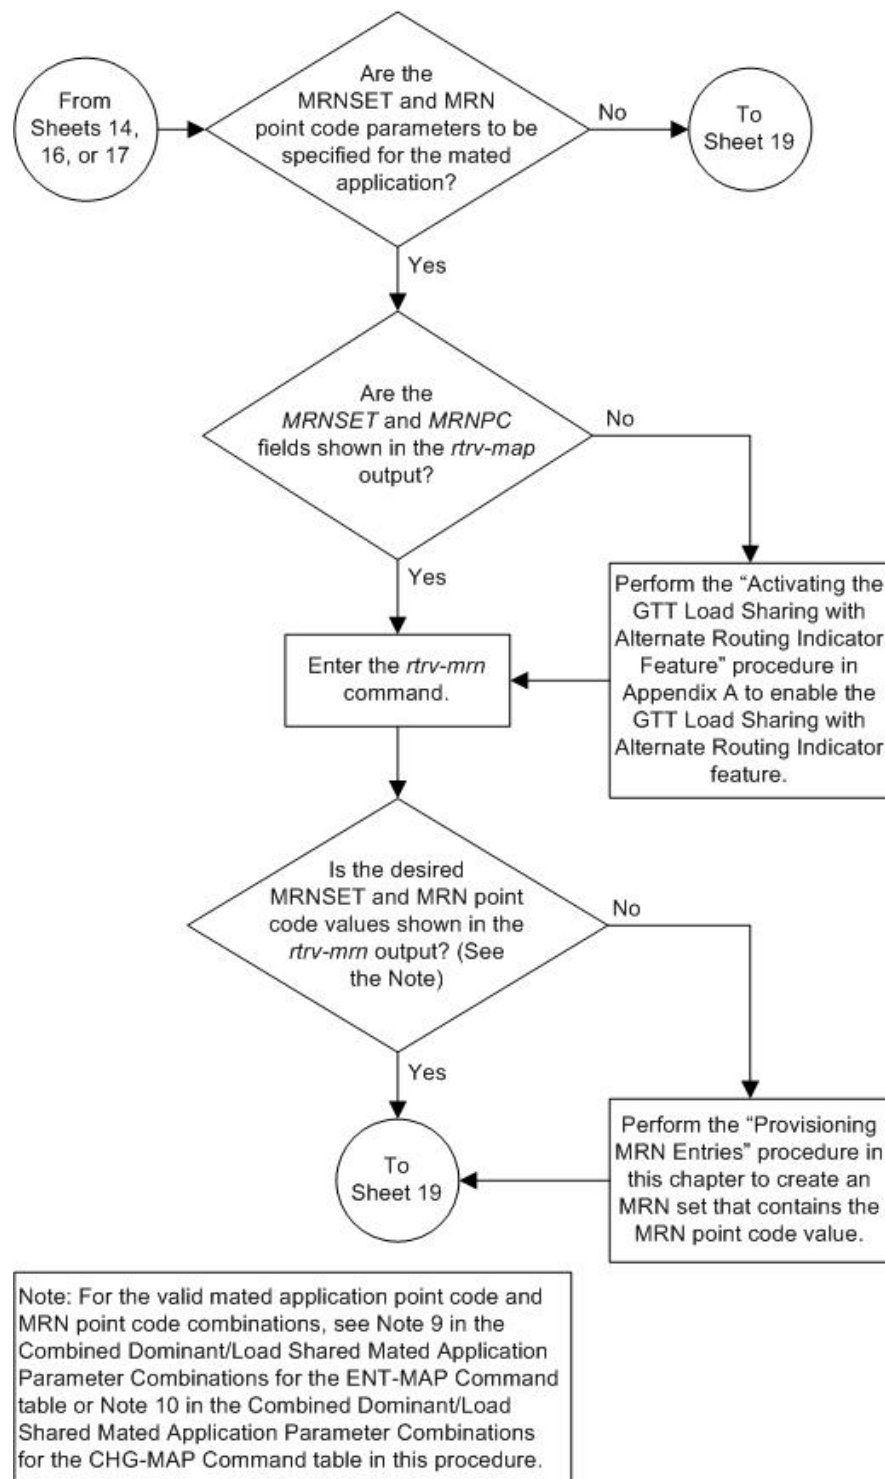 From
Sheets 14,
16, or 17
Are the
MRNSET and MRN
point code parameters to be
specified for the mated
application?
No
To
Sheet 19
Yes
Are the
MRNSET and MRNPC
fields shown in the rtrv-map
output?
No
Yes
Perform the “Activating the
GTT Load Sharing with
Alternate Routing Indicator
Feature” procedure in
Appendix A to enable the
GTT Load Sharing with
Alternate Routing Indicator
feature.
Enter the rtrv-mrn
command.
Is the desired
MRNSET and MRN point
code values shown in the
rtrv-mrn output? (See
the Note)
No
Yes
Perform the “Provisioning
MRN Entries” procedure in
this chapter to create an
MRN set that contains the
MRN point code value.
To
Sheet 19
Note: For the valid mated application point code and
MRN point code combinations, see Note 9 in the
Combined Dominant/Load Shared Mated Application
Parameter Combinations for the ENT-MAP Command
table or Note 10 in the Combined Dominant/Load
Shared Mated Application Parameter Combinations
for the CHG-MAP Command table in this procedure.